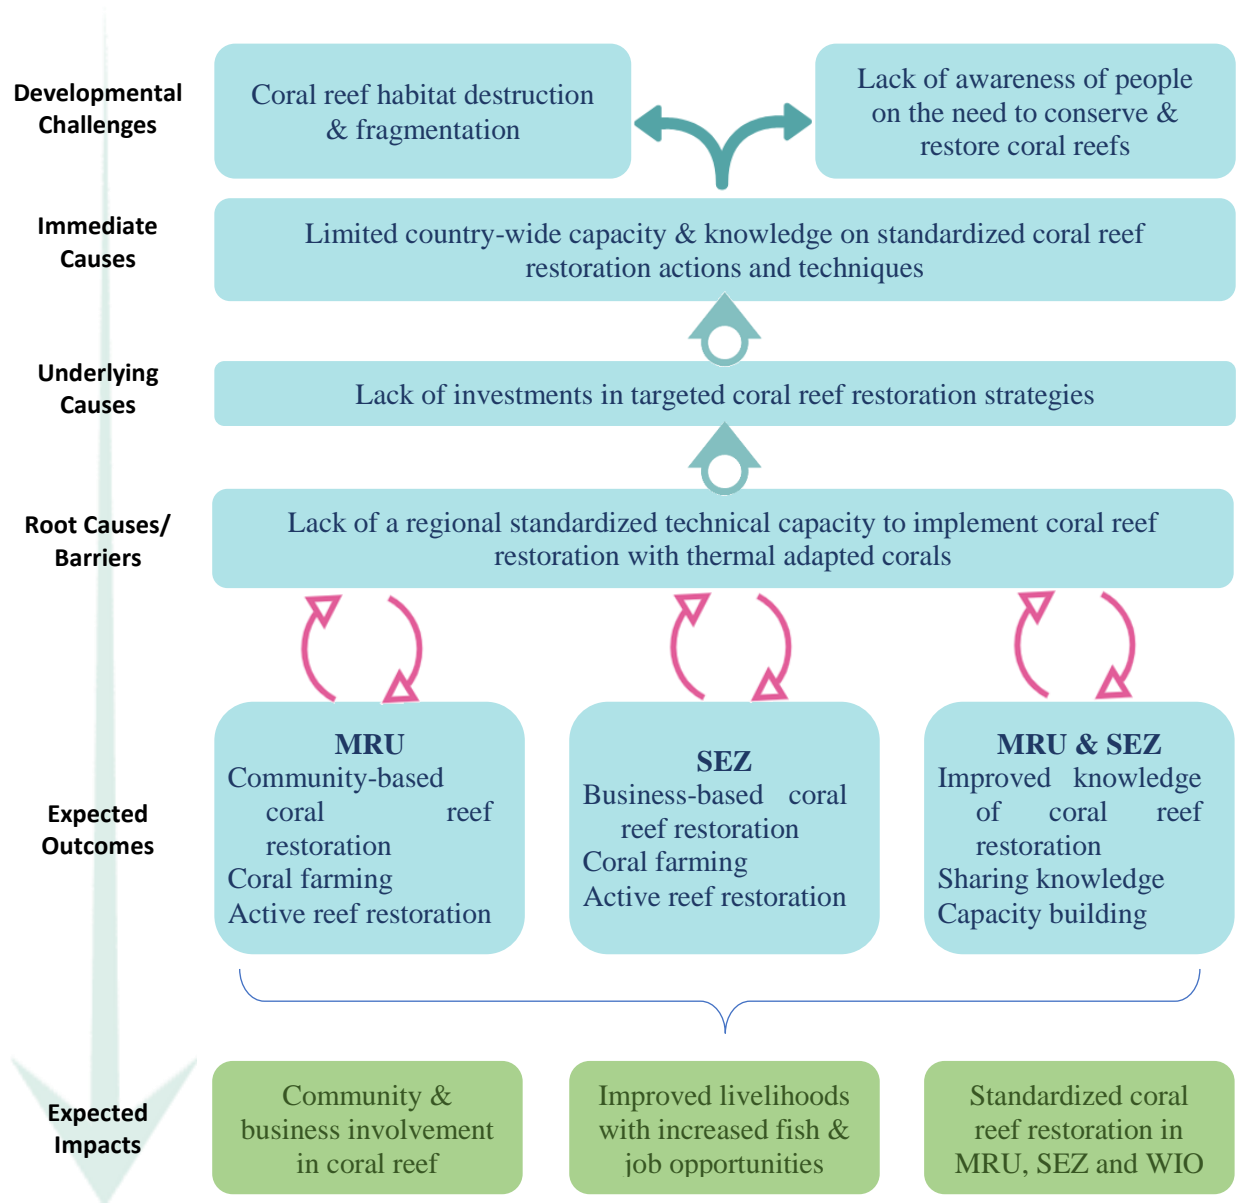 Developmental
Challenges
Coral reef habitat destruction
& fragmentation
Lack of awareness of people
on the need to conserve &
restore coral reefs
Immediate
Causes
Limited country-wide capacity & knowledge on standardized coral reef
restoration actions and techniques
Underlying
Causes
Lack of investments in targeted coral reef restoration strategies
Root Causes/
Barriers
Lack of a regional standardized technical capacity to implement coral reef
restoration with thermal adapted corals
Expected
Outcomes
MRU
Community-based
coral reef
restoration
Coral farming
Active reef restoration
SEZ
Business-based coral
reef restoration
Coral farming
Active reef restoration
MRU & SEZ
Improved knowledge
of coral reef
restoration
Sharing knowledge
Capacity building
Expected
Impacts
Community &
business involvement
in coral reef
Improved livelihoods
with increased fish &
job opportunities
Standardized coral
reef restoration in
MRU, SEZ and WIO